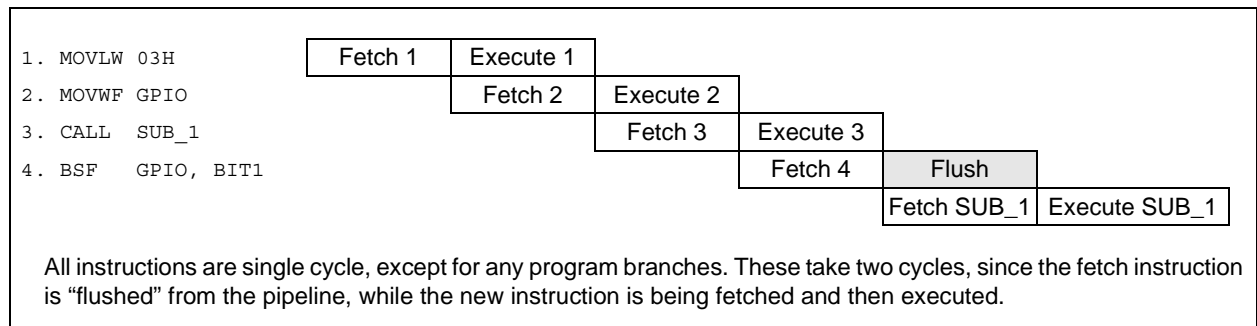 1. MOVLW 03H Fetch 1 Execute 1
2. MOVWF GPIO Fetch 2 Execute 2
3. CALL SUB_1 Fetch 3 Execute 3
4. BSF GPIO, BIT1 Fetch 4 Flush
Fetch SUB_1 Execute SUB_1
All instructions are single cycle, except for any program branches. These take two cycles, since the fetch instruction
is “flushed” from the pipeline, while the new instruction is being fetched and then executed.